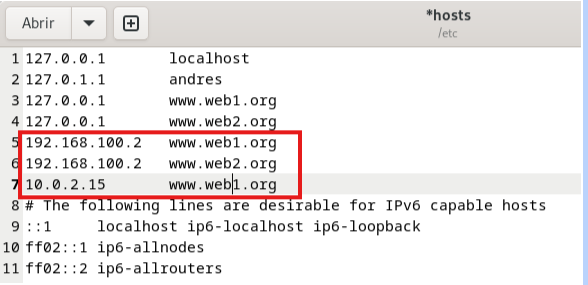 Abrir
*hosts
/etc
1 127.0.0.1 localhost
2 127.0.1.1 andres
3 127.0.0.1 www.web1.org
4 127.0.0.1 www.web2.org
5 192.168.100.2 www.web1.org
6 192.168.100.2 www.web2.org
7 10.0.2.15 www.web1.org
8 # The following lines are desirable for IPv6 capable hosts
9 ::1 localhost ip6-localhost ip6-loopback
10 ff02::1 ip6-allnodes
11 ff02::2 ip6-allrouters